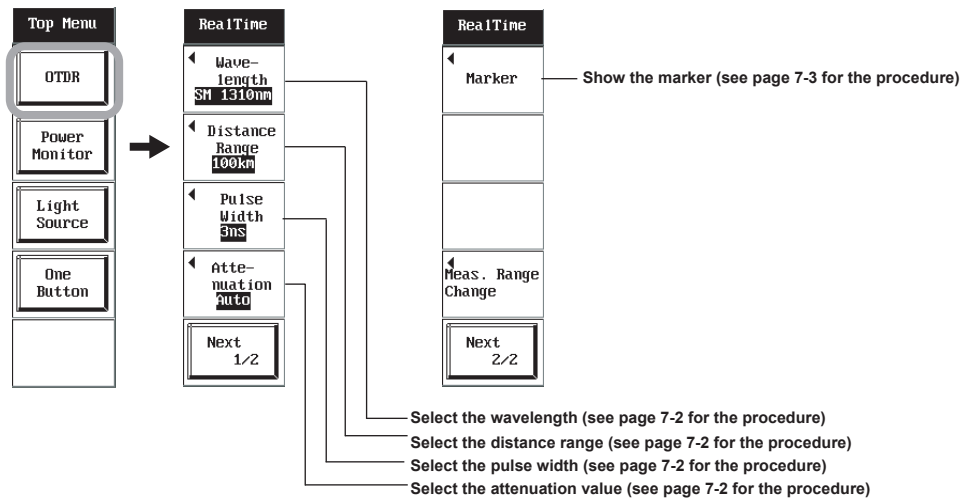 Top Menu
OTDR
Power
Monitor
Light
Source
One
Button
RealTime
Wave-
length
SM 1310nm
Distance
Range
100km
Pulse
Width
3ns
Atte-
nuation
Auto
Next
1/2
RealTime
Marker
Meas. Range
Change
Next
2/2
Show the marker (see page 7-3 for the procedure)
Select the wavelength (see page 7-2 for the procedure)
Select the distance range (see page 7-2 for the procedure)
Select the pulse width (see page 7-2 for the procedure)
Select the attenuation value (see page 7-2 for the procedure)